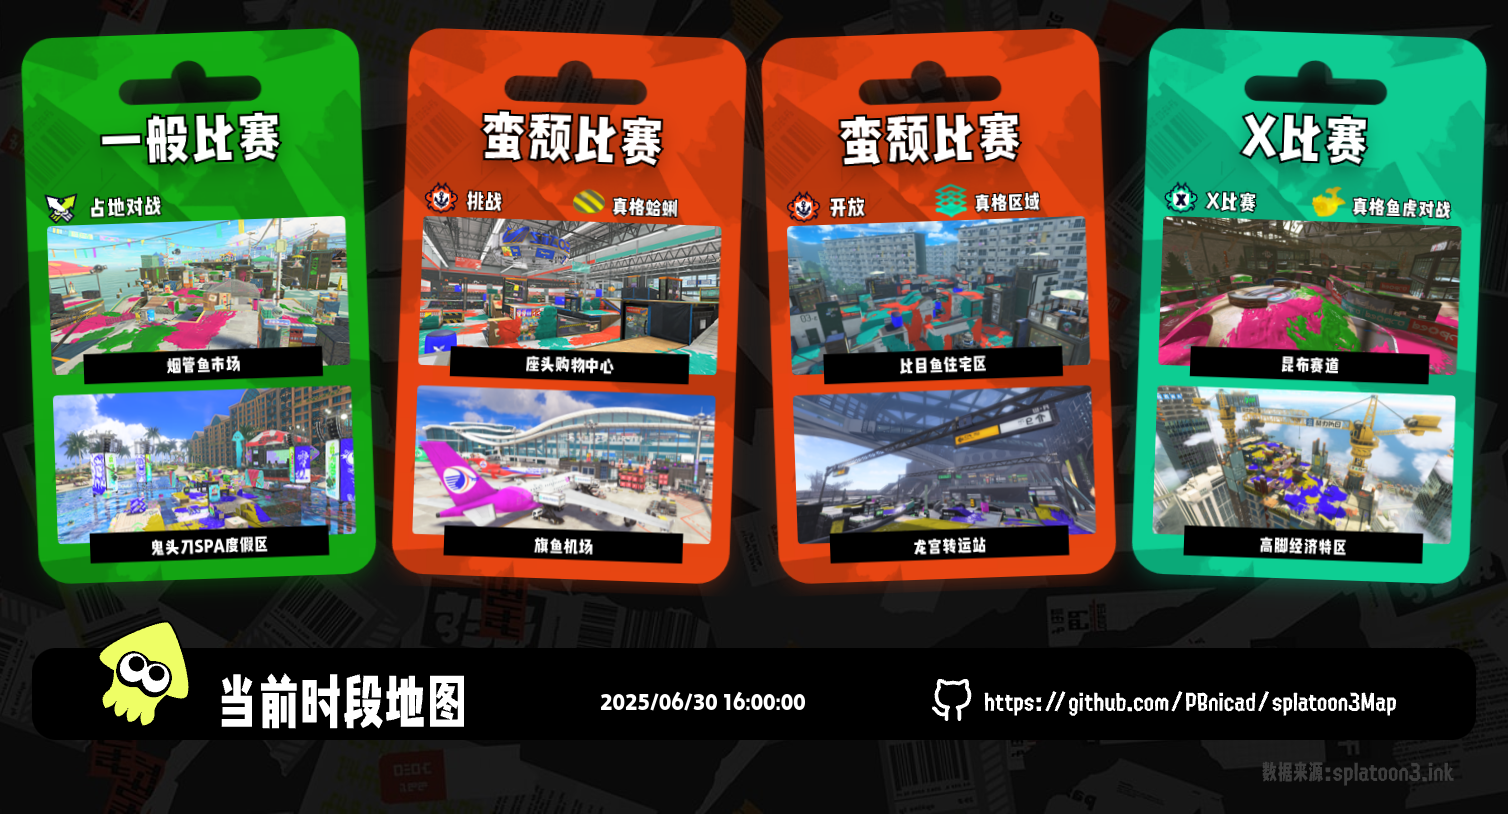 一般比赛
占地对战
烟管鱼市场
鬼头刀SPA度假区
蛮颓比赛
挑战
真格蛤蜊
座头购物中心
旗鱼机场
蛮颓比赛
开放
真格区域
比目鱼住宅区
龙宫转运站
X比赛
X比赛
真格鱼虎对战
昆布赛道
高脚经济特区
当前时段地图
2025/06/30 16:00:00
https://github.com/PBnicad/splatoon3Map
数据来源:splatoon3.ink